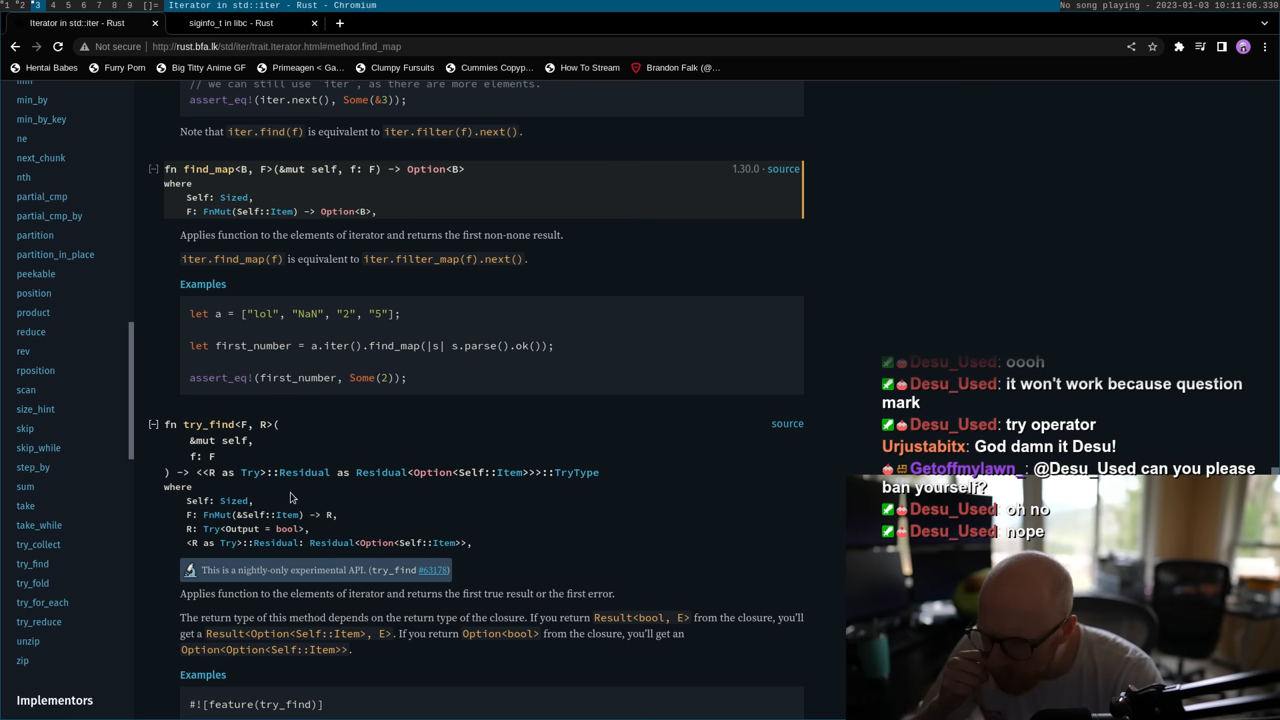 1 2 3 4 5 6 7 8 9 []= Iterator in std::iter - Rust - Chromium No song playing - 2023-01-03 10:11:06.330
Iterator in std::iter - Rust × siginfo_t in libc - Rust × +
Not secure http://rust.bfa.lk/std/iter/trait.Iterator.html#method.find_map
Hentai Babes Furry Porn Big Titty Anime GF Primeagen < Ga… Clumpy Fursuits Cummies Copyp… How To Stream Brandon Falk (@…
min
min_by
min_by_key
ne
next_chunk
nth
partial_cmp
partial_cmp_by
partition
partition_in_place
peekable
position
product
reduce
rev
rposition
scan
size_hint
skip
skip_while
step_by
sum
take
take_while
try_collect
try_find
try_fold
try_for_each
try_reduce
unzip
zip
Implementors
// we can still use `iter`, as there are more elements.
assert_eq!(iter.next(), Some(&3));
Note that iter.find(f) is equivalent to iter.filter(f).next().
[−] fn find_map<B, F>(&mut self, f: F) -> Option<B> 1.30.0 · source
where
Self: Sized,
F: FnMut(Self::Item) -> Option<B>,
Applies function to the elements of iterator and returns the first non-none result.
iter.find_map(f) is equivalent to iter.filter_map(f).next().
Examples
let a = ["lol", "NaN", "2", "5"];
let first_number = a.iter().find_map(|s| s.parse().ok());
assert_eq!(first_number, Some(2));
[−] fn try_find<F, R>( source
&mut self,
f: F
) -> <<R as Try>::Residual as Residual<Option<Self::Item>>>::TryType
where
Self: Sized,
F: FnMut(&Self::Item) -> R,
R: Try<Output = bool>,
<R as Try>::Residual: Residual<Option<Self::Item>>,
This is a nightly-only experimental API. (try_find #63178)
Applies function to the elements of iterator and returns the first true result or the first error.
The return type of this method depends on the return type of the closure. If you return Result<bool, E> from the closure, you'll
get a Result<Option<Self::Item>, E>. If you return Option<bool> from the closure, you'll get an
Option<Option<Self::Item>>.
Examples
#![feature(try_find)]
Desu_Used: oooh
Desu_Used: it won't work because question
mark
Desu_Used: try operator
Urjustabitx: God damn it Desu!
Getoffmylawn_: @Desu_Used can you please
ban yourself?
Desu_Used: oh no
Desu_Used: nope